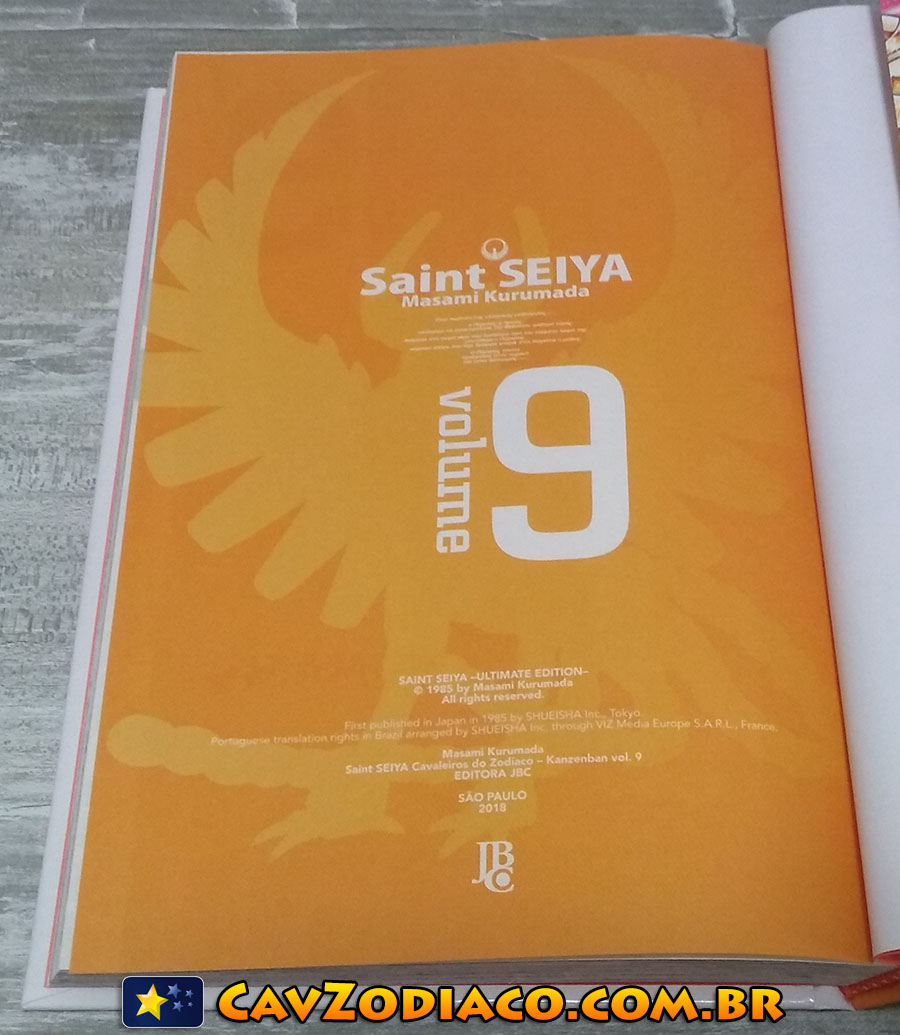 Saint SEIYA
Masami Kurumada
volume
9
SAINT SEIYA –ULTIMATE EDITION–
© 1985 by Masami Kurumada
All rights reserved.
First published in Japan in 1985 by SHUEISHA Inc., Tokyo.
Portuguese translation rights in Brazil arranged by SHUEISHA Inc. through VIZ Media Europe S.A.R.L., France.
Masami Kurumada
Saint SEIYA Cavaleiros do Zodíaco – Kanzenban vol. 9
EDITORA JBC
SÃO PAULO
2018
JBC
CavZodiaco.com.br